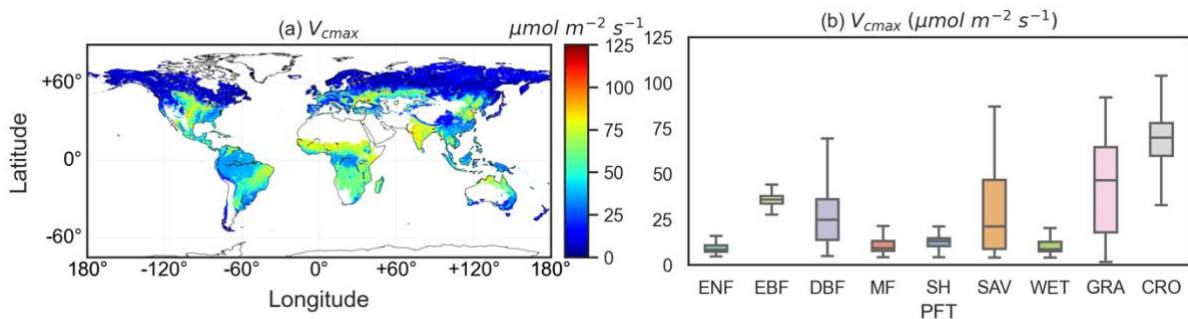 (a) V_cmax
μmol m⁻² s⁻¹
125
100
75
50
25
0
+60°
0°
-60°
Latitude
180° -120° -60° 0° +60° +120° 180°
Longitude
(b) V_cmax (μmol m⁻² s⁻¹)
125
100
75
50
25
0
ENF EBF DBF MF SH SAV WET GRA CRO
PFT